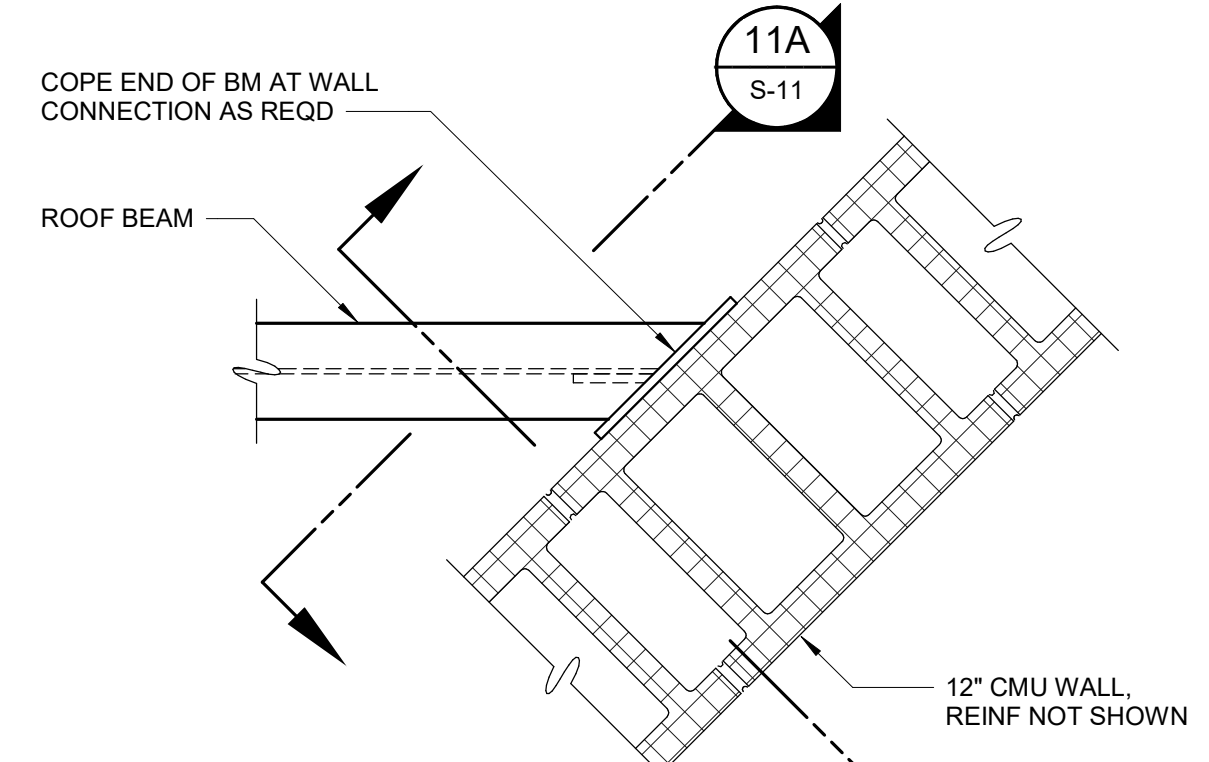 11A
S-11
COPE END OF BM AT WALL
CONNECTION AS REQD
ROOF BEAM
12" CMU WALL,
REINF NOT SHOWN